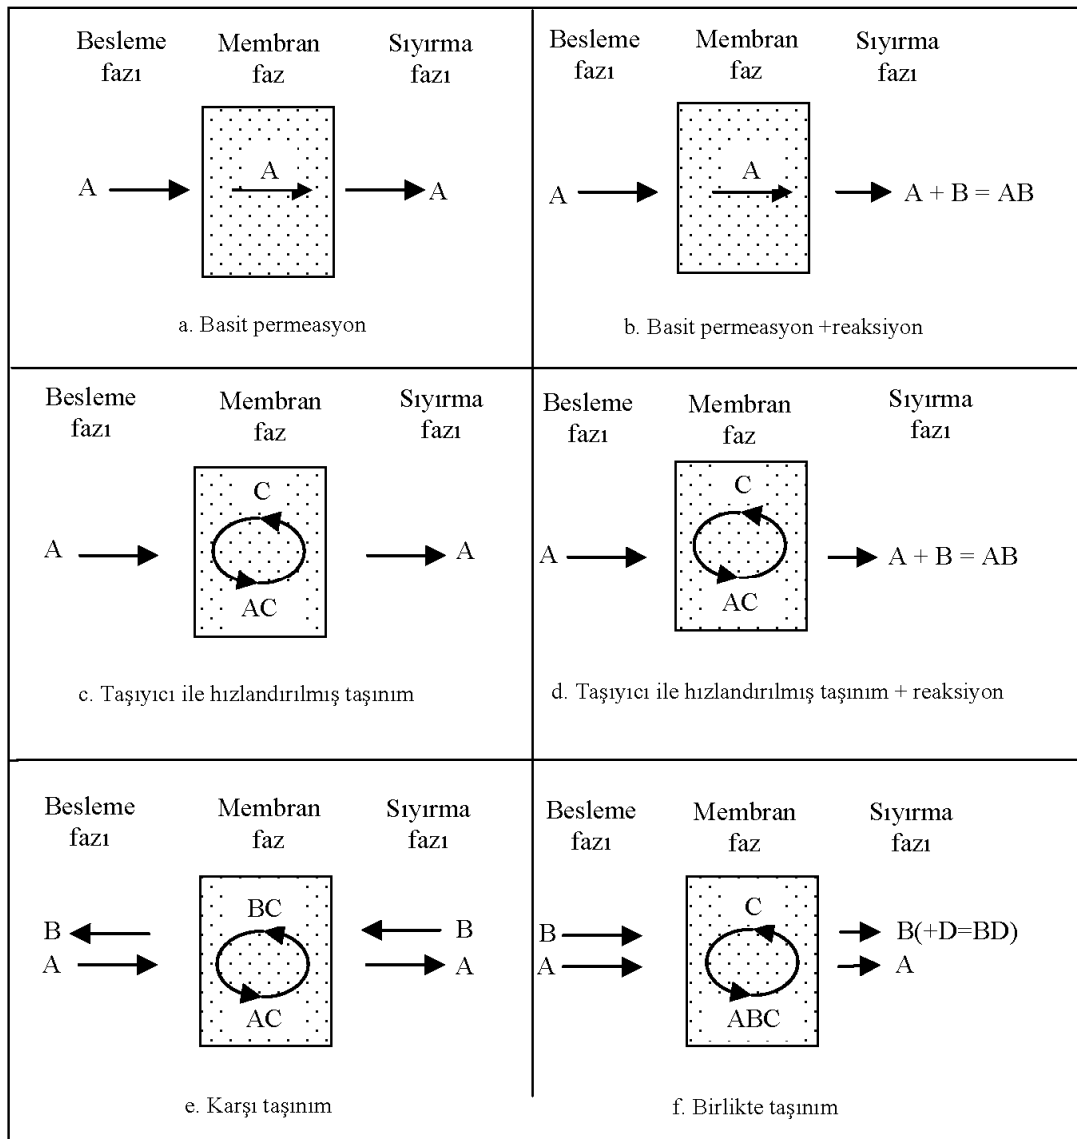 Besleme Membran Sıyırma
fazı faz fazı
A A A
a. Basit permeasyon
Besleme Membran Sıyırma
fazı faz fazı
A A A + B = AB
b. Basit permeasyon +reaksiyon
Besleme Membran Sıyırma
fazı faz fazı
C
A A
AC
c. Taşıyıcı ile hızlandırılmış taşınım
Besleme Membran Sıyırma
fazı faz fazı
C
A A + B = AB
AC
d. Taşıyıcı ile hızlandırılmış taşınım + reaksiyon
Besleme Membran Sıyırma
fazı faz fazı
BC
B B
A A
AC
e. Karşı taşınım
Besleme Membran Sıyırma
fazı faz fazı
C
B B(+D=BD)
A A
ABC
f. Birlikte taşınım